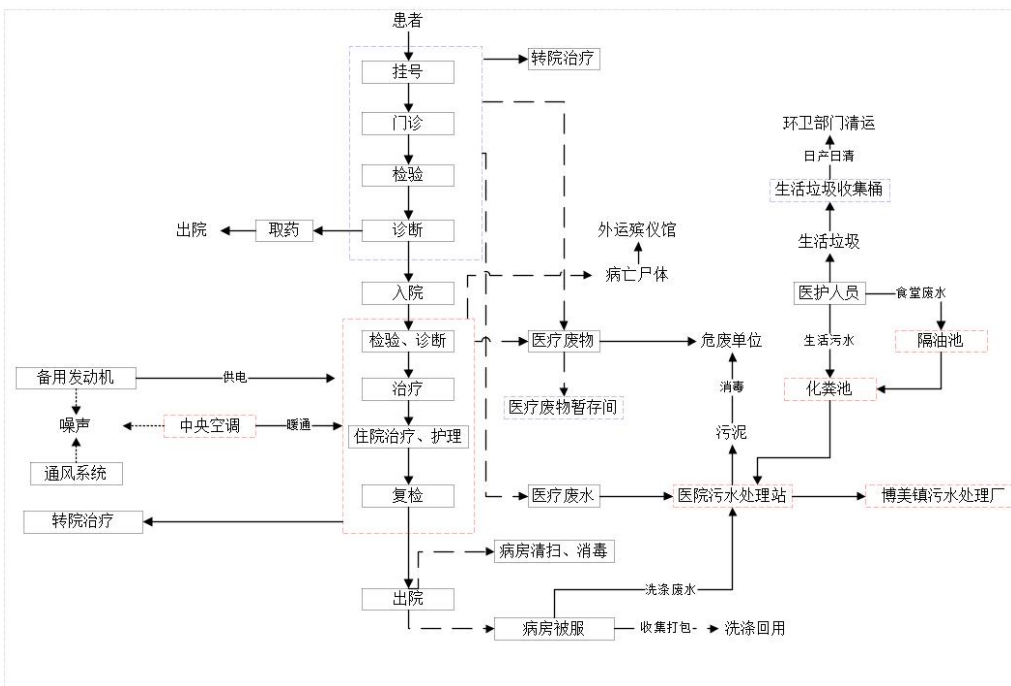 患者
挂号
转院治疗
门诊
环卫部门清运
日产日清
检验
生活垃圾收集桶
出院
取药
诊断
外运殡仪馆
生活垃圾
病亡尸体
入院
医护人员
食堂废水
检验、诊断
医疗废物
危废单位
生活污水
隔油池
备用发动机
供电
治疗
消毒
化粪池
医疗废物暂存间
噪声
中央空调
暖通
住院治疗、护理
污泥
通风系统
复检
医疗废水
医院污水处理站
博美镇污水处理厂
转院治疗
病房清扫、消毒
出院
洗涤废水
病房被服
收集打包-
洗涤回用